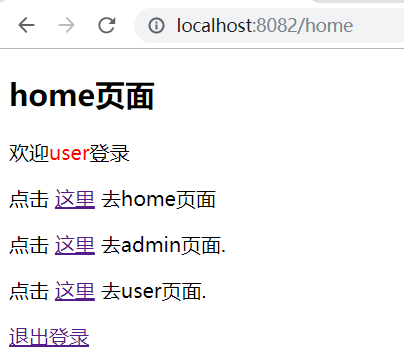 localhost:8082/home
home页面
欢迎user登录
点击 这里 去home页面
点击 这里 去admin页面.
点击 这里 去user页面.
退出登录